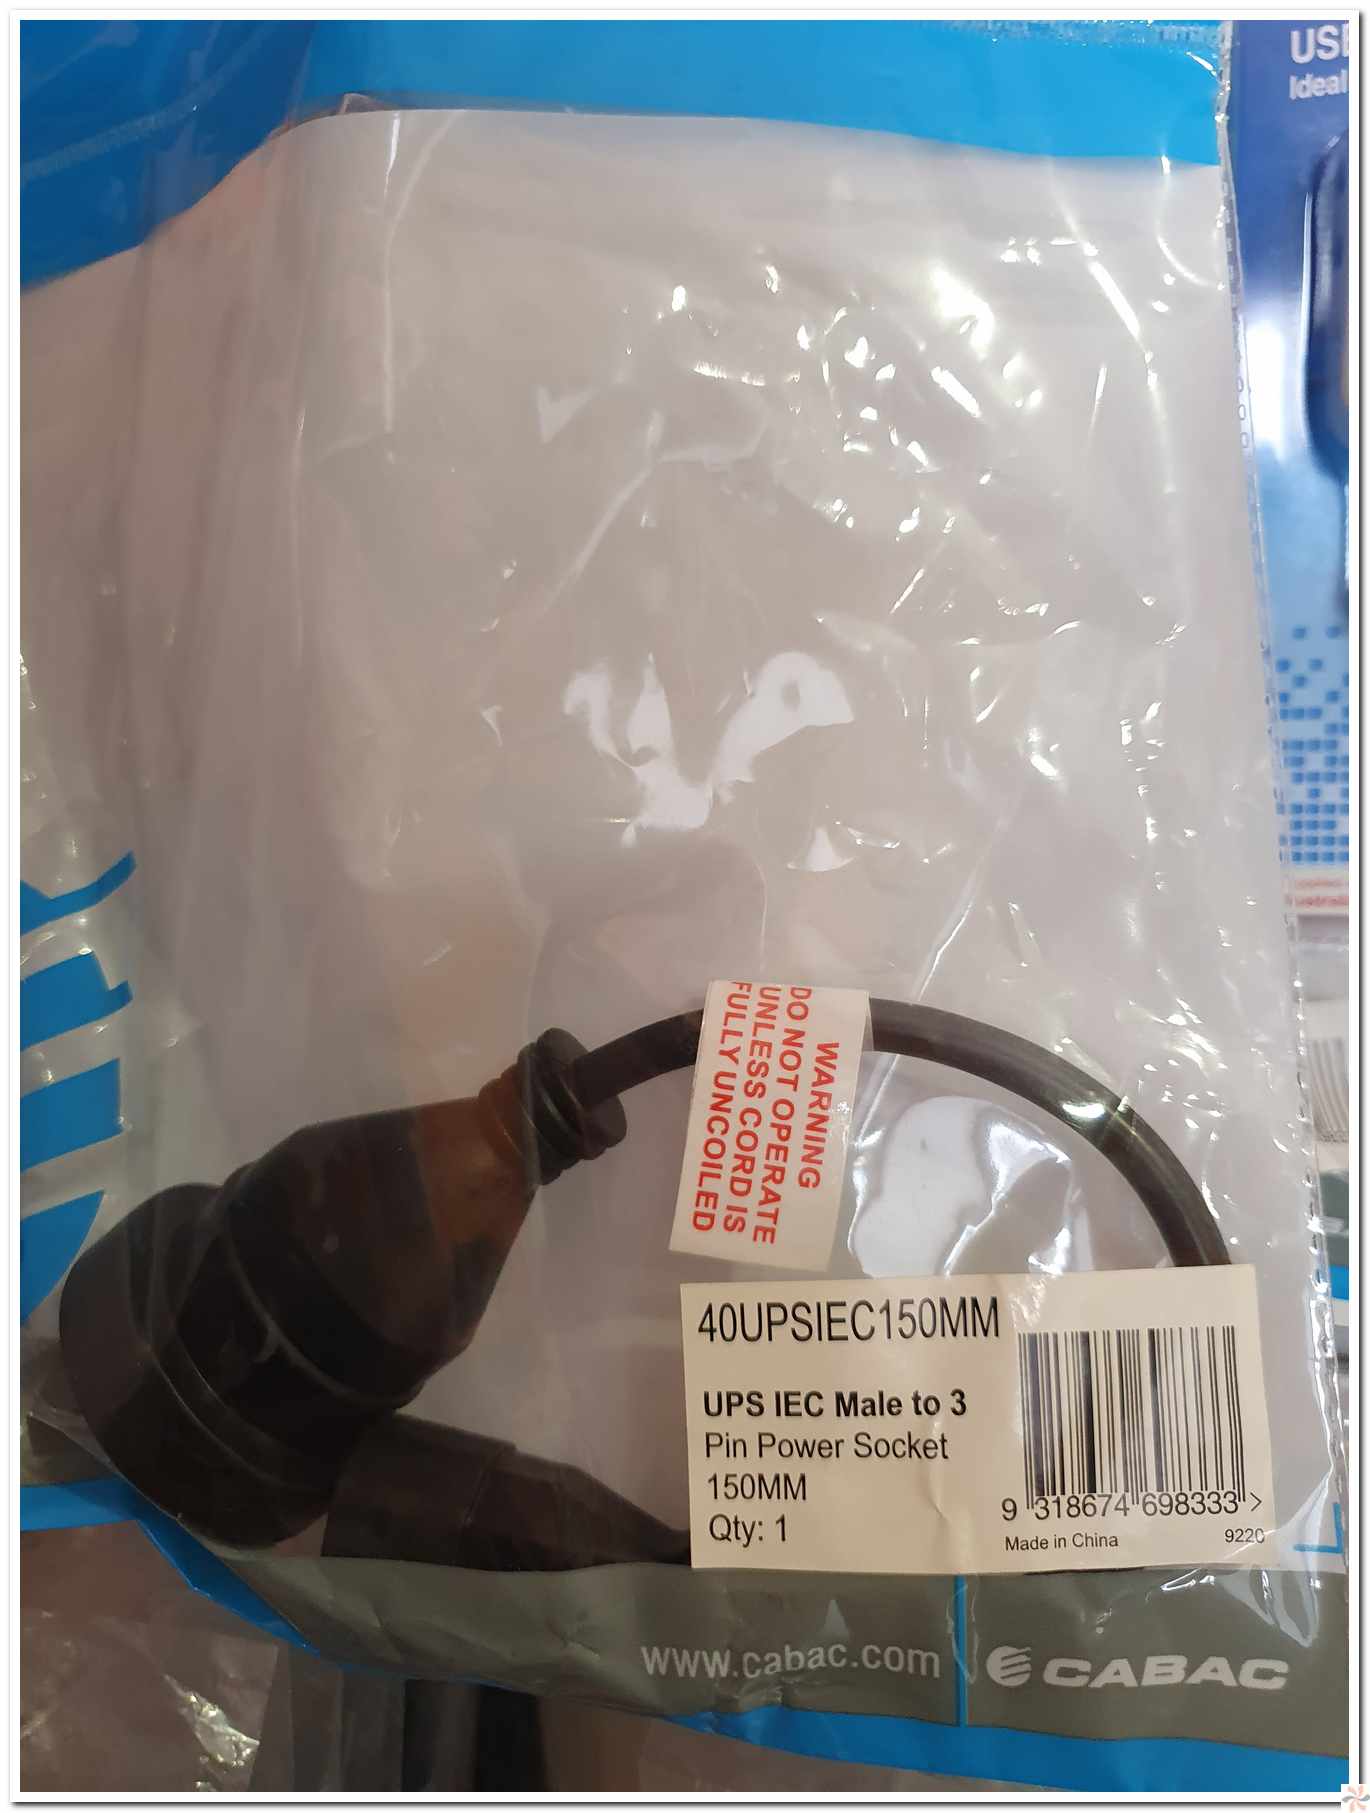 USB
Ideal
WARNING
DO NOT OPERATE
UNLESS CORD IS
FULLY UNCOILED
40UPSIEC150MM
UPS IEC Male to 3
Pin Power Socket
150MM
Qty: 1
9 318674 698333 >
Made in China
9220
www.cabac.com
CABAC